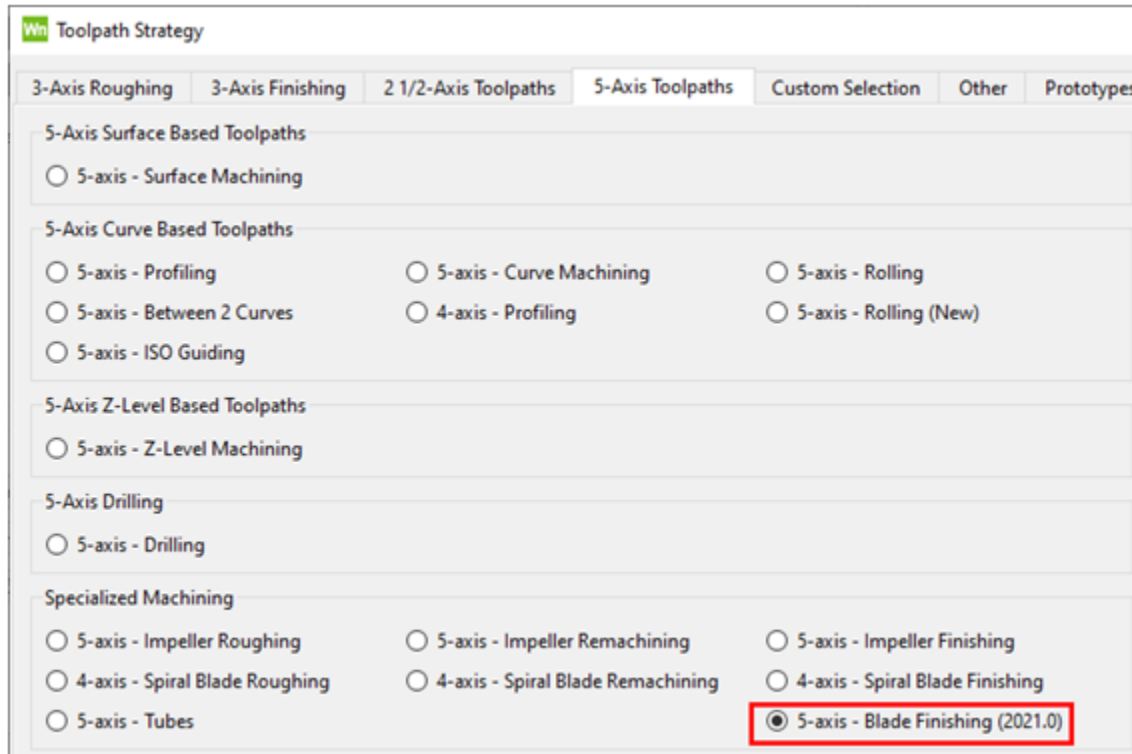 Wn Toolpath Strategy
3-Axis Roughing 3-Axis Finishing 2 1/2-Axis Toolpaths 5-Axis Toolpaths Custom Selection Other Prototypes
5-Axis Surface Based Toolpaths
5-axis - Surface Machining
5-Axis Curve Based Toolpaths
5-axis - Profiling 5-axis - Curve Machining 5-axis - Rolling
5-axis - Between 2 Curves 4-axis - Profiling 5-axis - Rolling (New)
5-axis - ISO Guiding
5-Axis Z-Level Based Toolpaths
5-axis - Z-Level Machining
5-Axis Drilling
5-axis - Drilling
Specialized Machining
5-axis - Impeller Roughing 5-axis - Impeller Remachining 5-axis - Impeller Finishing
4-axis - Spiral Blade Roughing 4-axis - Spiral Blade Remachining 4-axis - Spiral Blade Finishing
5-axis - Tubes 5-axis - Blade Finishing (2021.0)